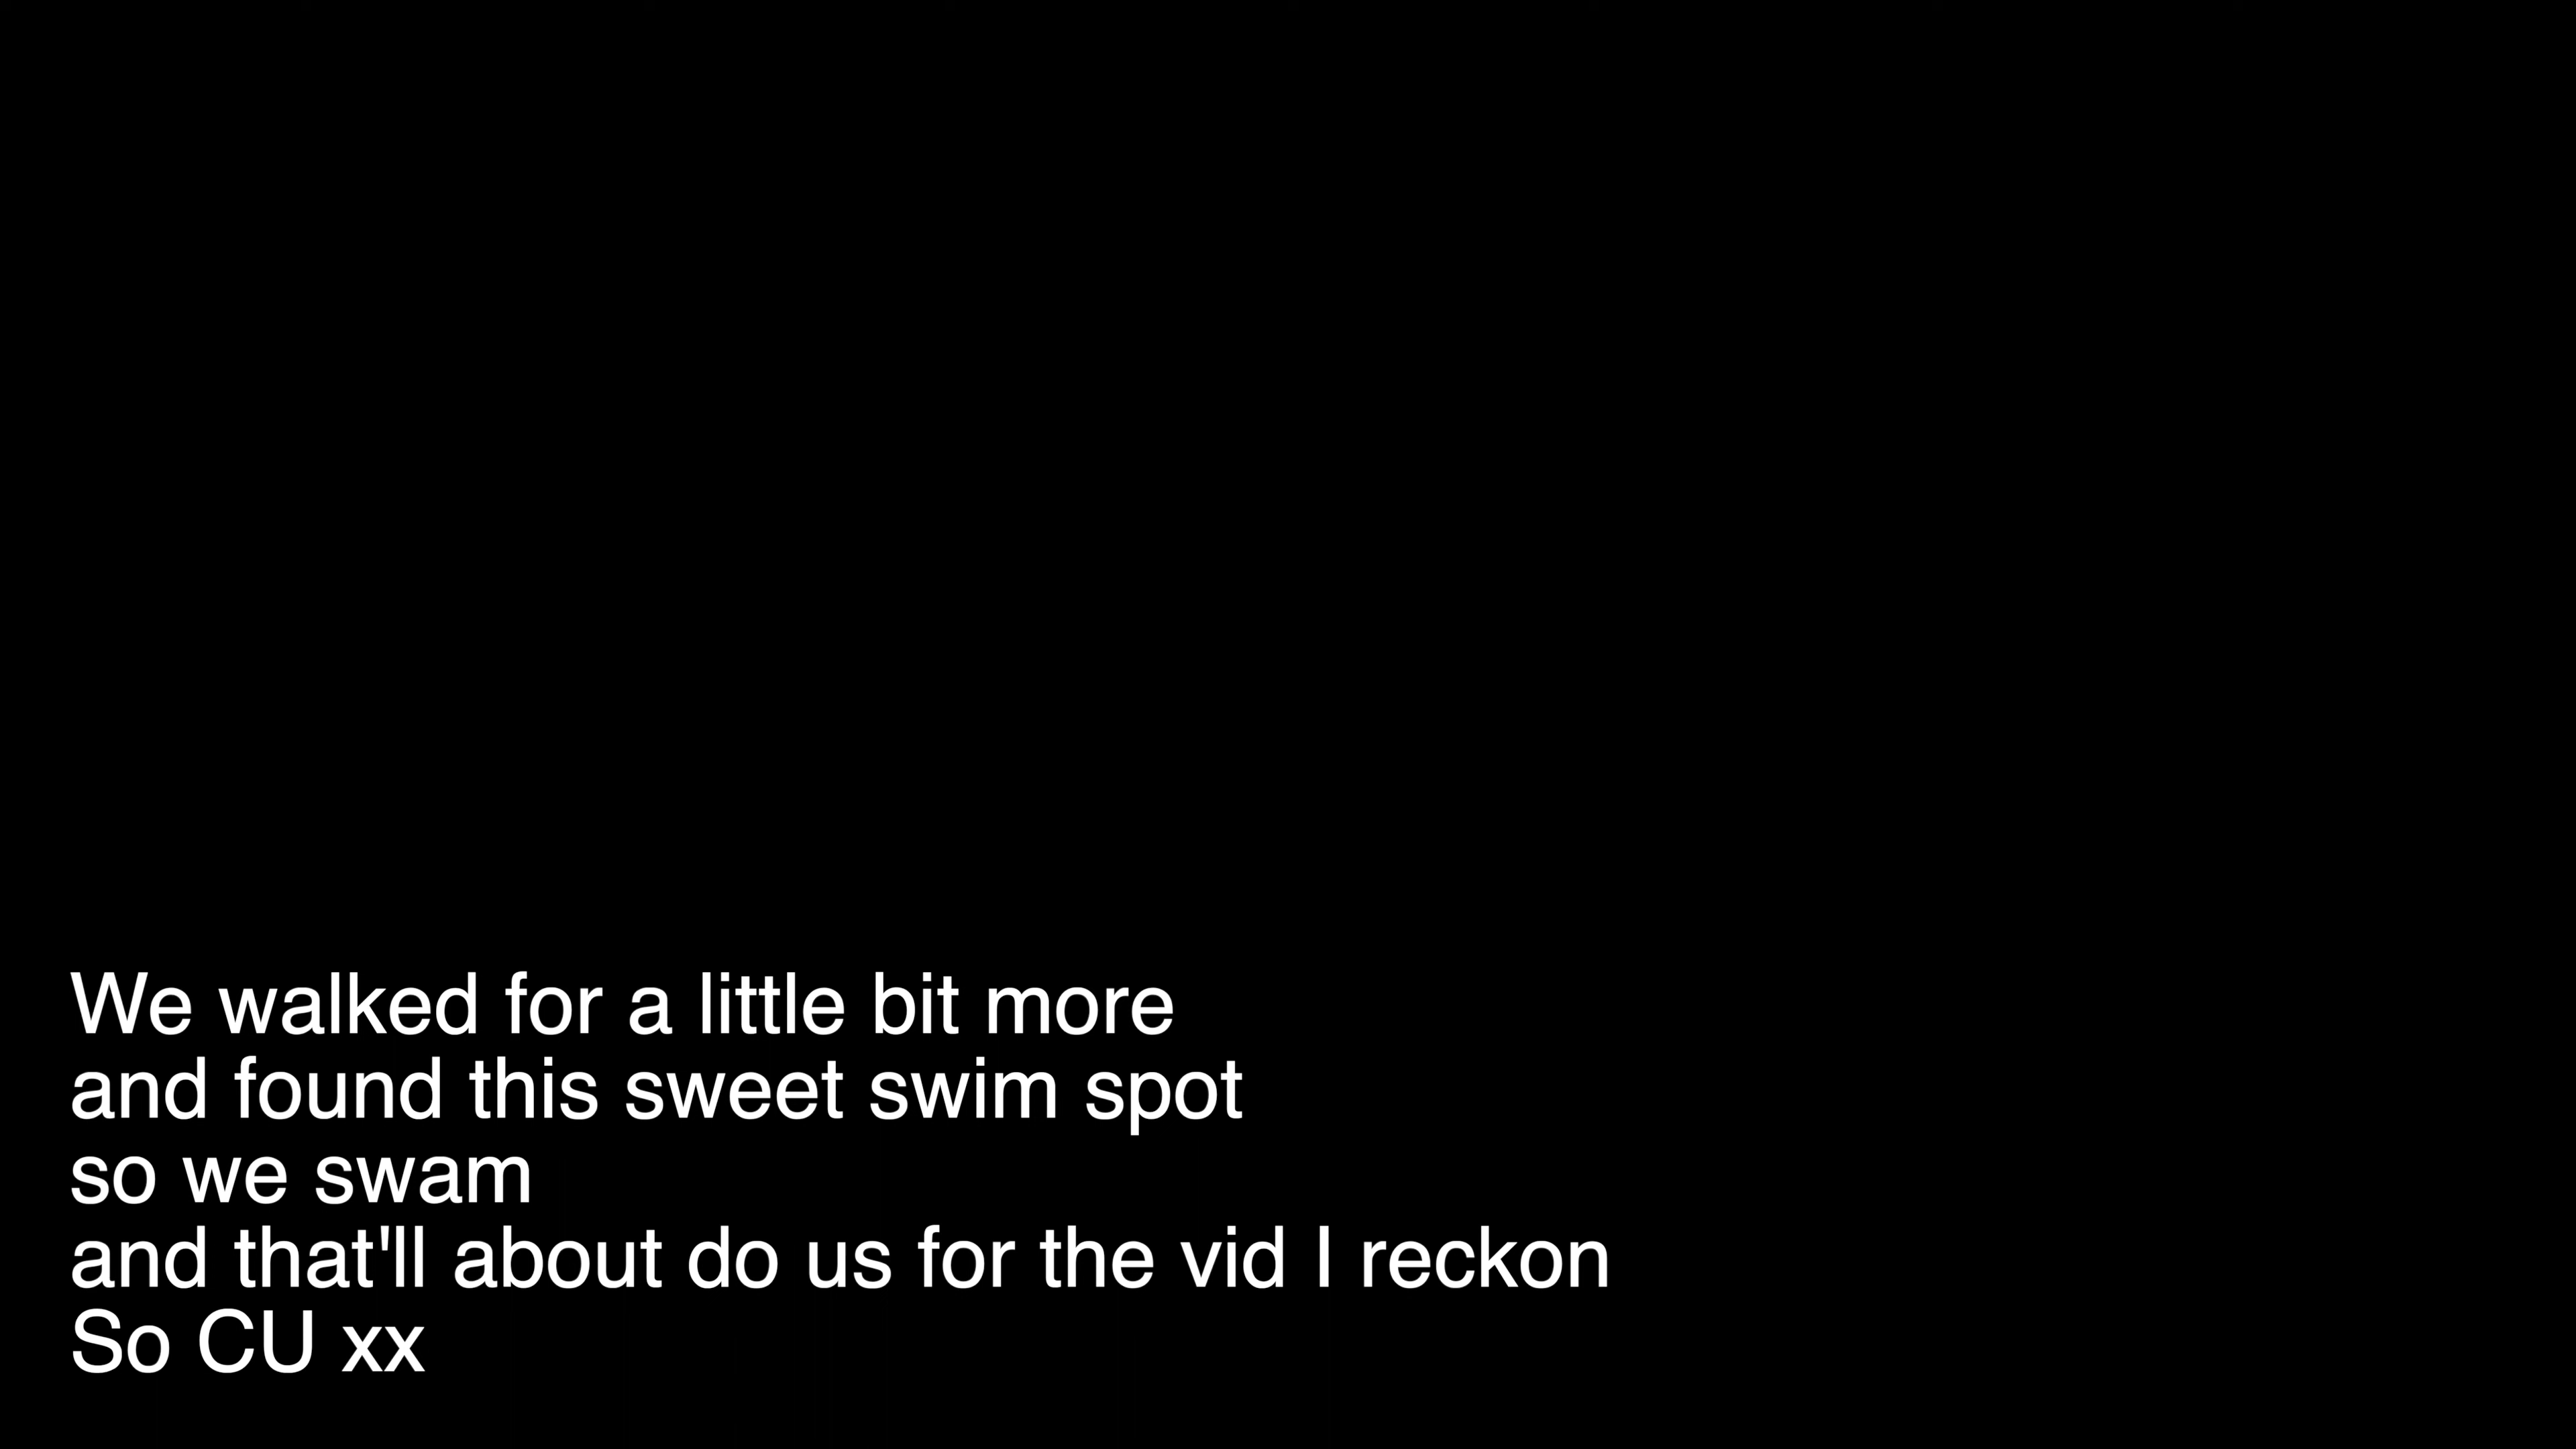 We walked for a little bit more
and found this sweet swim spot
so we swam
and that'll about do us for the vid I reckon
So CU xx